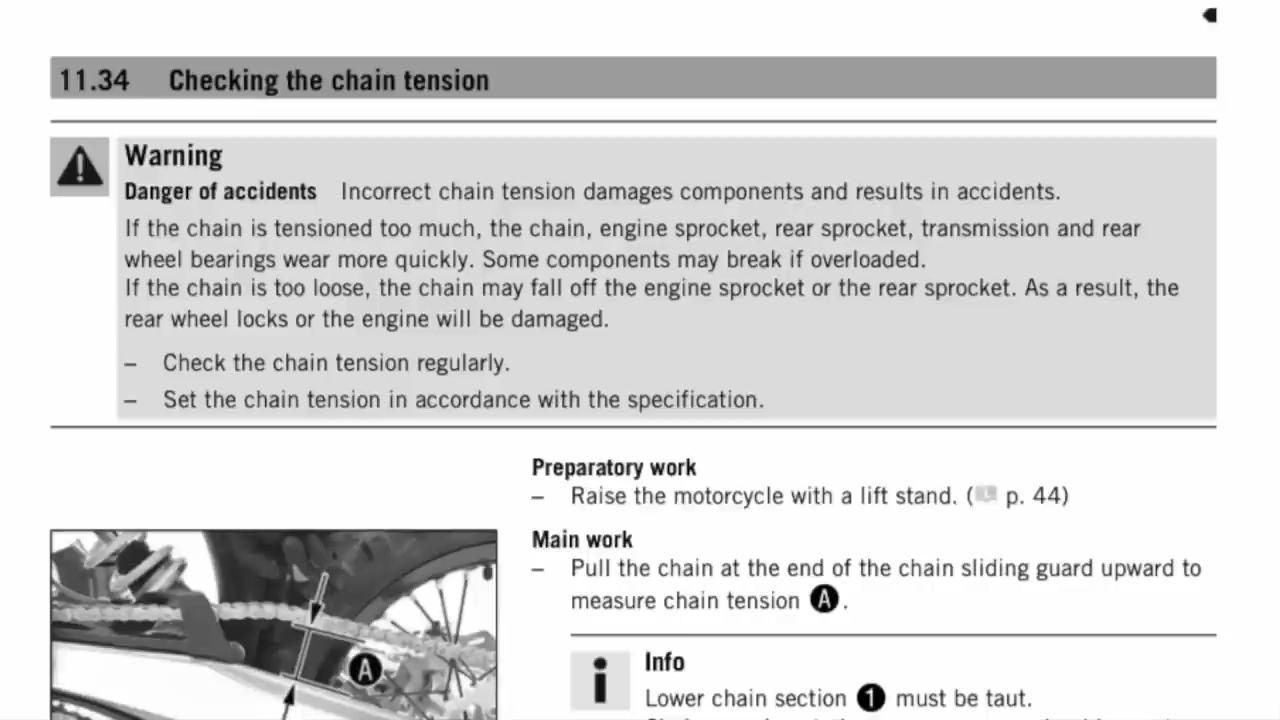 11.34 Checking the chain tension
Warning
Danger of accidents Incorrect chain tension damages components and results in accidents.
If the chain is tensioned too much, the chain, engine sprocket, rear sprocket, transmission and rear
wheel bearings wear more quickly. Some components may break if overloaded.
If the chain is too loose, the chain may fall off the engine sprocket or the rear sprocket. As a result, the
rear wheel locks or the engine will be damaged.
– Check the chain tension regularly.
– Set the chain tension in accordance with the specification.
Preparatory work
– Raise the motorcycle with a lift stand. ( p. 44)
Main work
– Pull the chain at the end of the chain sliding guard upward to
measure chain tension A.
A
i Info
Lower chain section 1 must be taut.